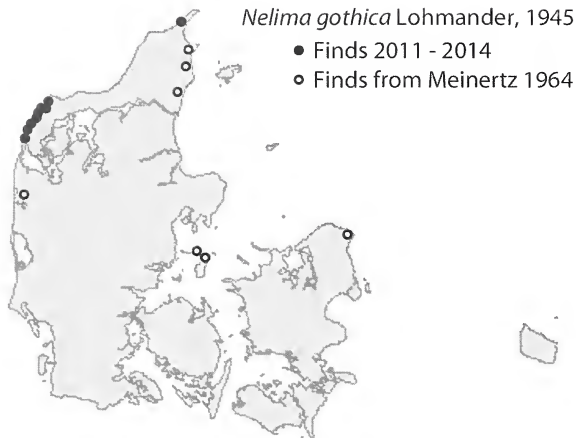 Nelima gothica Lohmander, 1945
Finds 2011 - 2014
Finds from Meinertz 1964